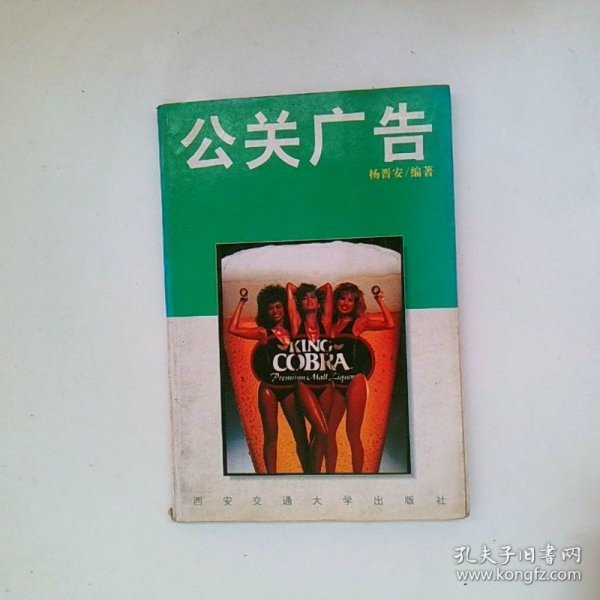 公关广告
杨晋安/编著
KING
COBRA
Premium Malt Liquor
西安交通大学出版社
孔夫子旧书网
www.kongfz.com